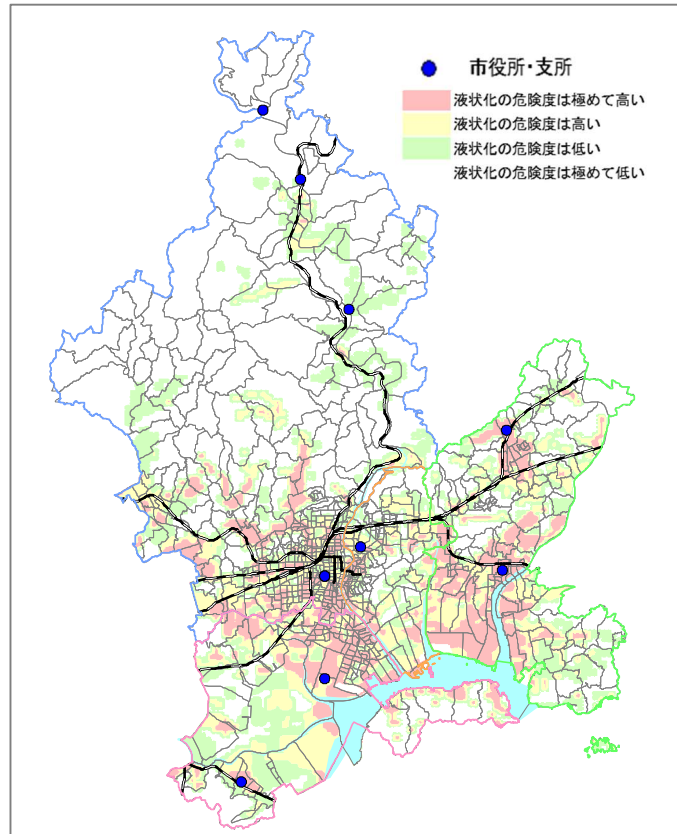 市役所・支所
液状化の危険度は極めて高い
液状化の危険度は高い
液状化の危険度は低い
液状化の危険度は極めて低い